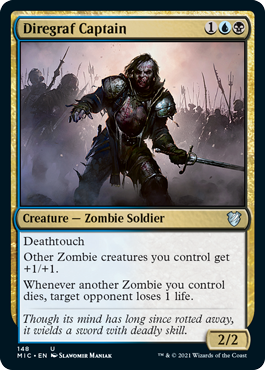 Diregraf Captain 1
Creature — Zombie Soldier
Deathtouch
Other Zombie creatures you control get
+1/+1.
Whenever another Zombie you control
dies, target opponent loses 1 life.
Though its mind has long since rotted away,
it wields a sword with deadly skill.
2/2
148 U
MIC • EN SLAWOMIR MANIAK ™ & © 2021 Wizards of the Coast